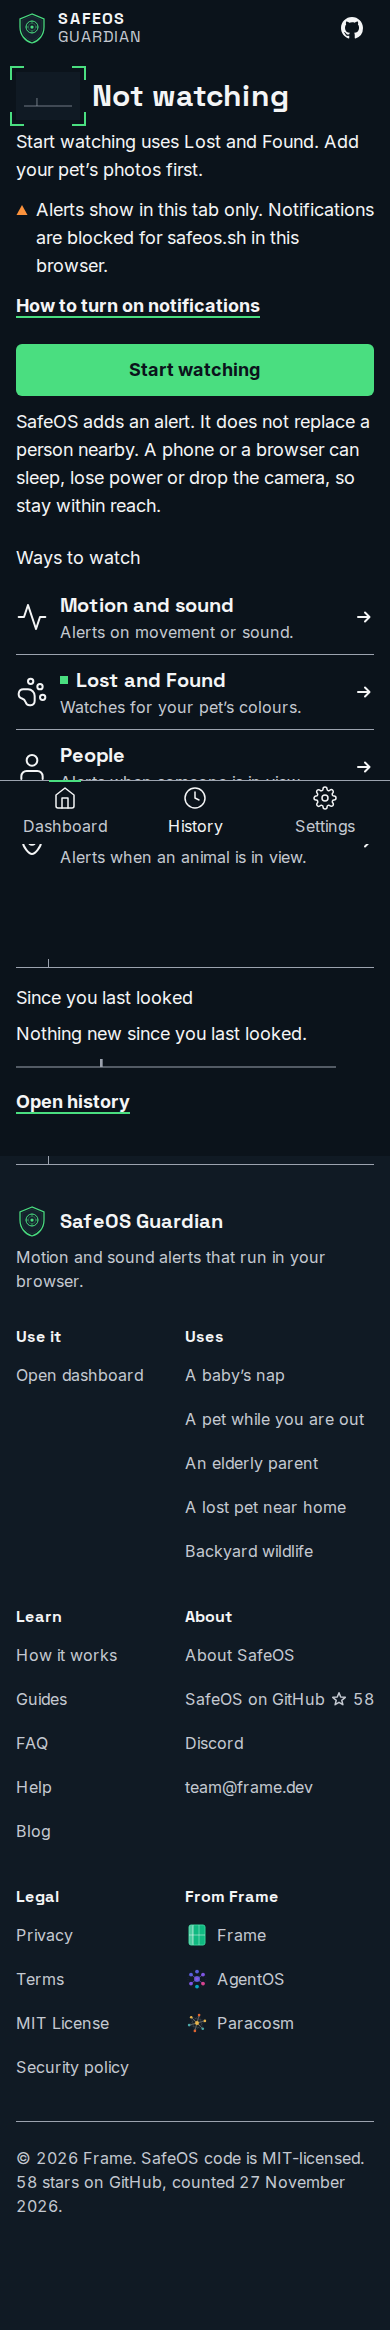 SAFEOS
GUARDIAN
Not watching
Start watching uses Lost and Found. Add
your pet’s photos first.
Alerts show in this tab only. Notifications
are blocked for safeos.sh in this
browser.
How to turn on notifications
Start watching
SafeOS adds an alert. It does not replace a
person nearby. A phone or a browser can
sleep, lose power or drop the camera, so
stay within reach.
Ways to watch
Motion and sound
Alerts on movement or sound.
Lost and Found
Watches for your pet’s colours.
People
Dashboard
History
Settings
Alerts when an animal is in view.
Since you last looked
Nothing new since you last looked.
Open history
SafeOS Guardian
Motion and sound alerts that run in your
browser.
Use it
Open dashboard
Uses
A baby’s nap
A pet while you are out
An elderly parent
A lost pet near home
Backyard wildlife
Learn
How it works
Guides
FAQ
Help
Blog
About
About SafeOS
SafeOS on GitHub ☆ 58
Discord
team@frame.dev
Legal
Privacy
Terms
MIT License
Security policy
From Frame
Frame
AgentOS
Paracosm
© 2026 Frame. SafeOS code is MIT-licensed.
58 stars on GitHub, counted 27 November
2026.